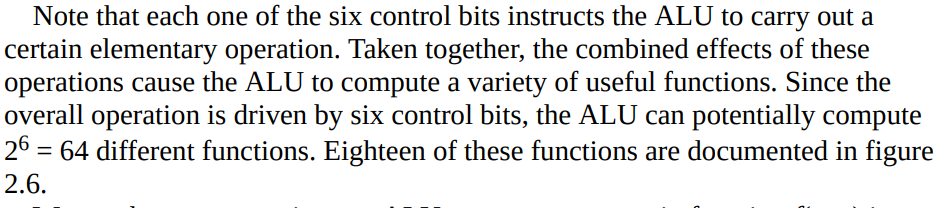 Note that each one of the six control bits instructs the ALU to carry out a
certain elementary operation. Taken together, the combined effects of these
operations cause the ALU to compute a variety of useful functions. Since the
overall operation is driven by six control bits, the ALU can potentially compute
2⁶ = 64 different functions. Eighteen of these functions are documented in figure
2.6.